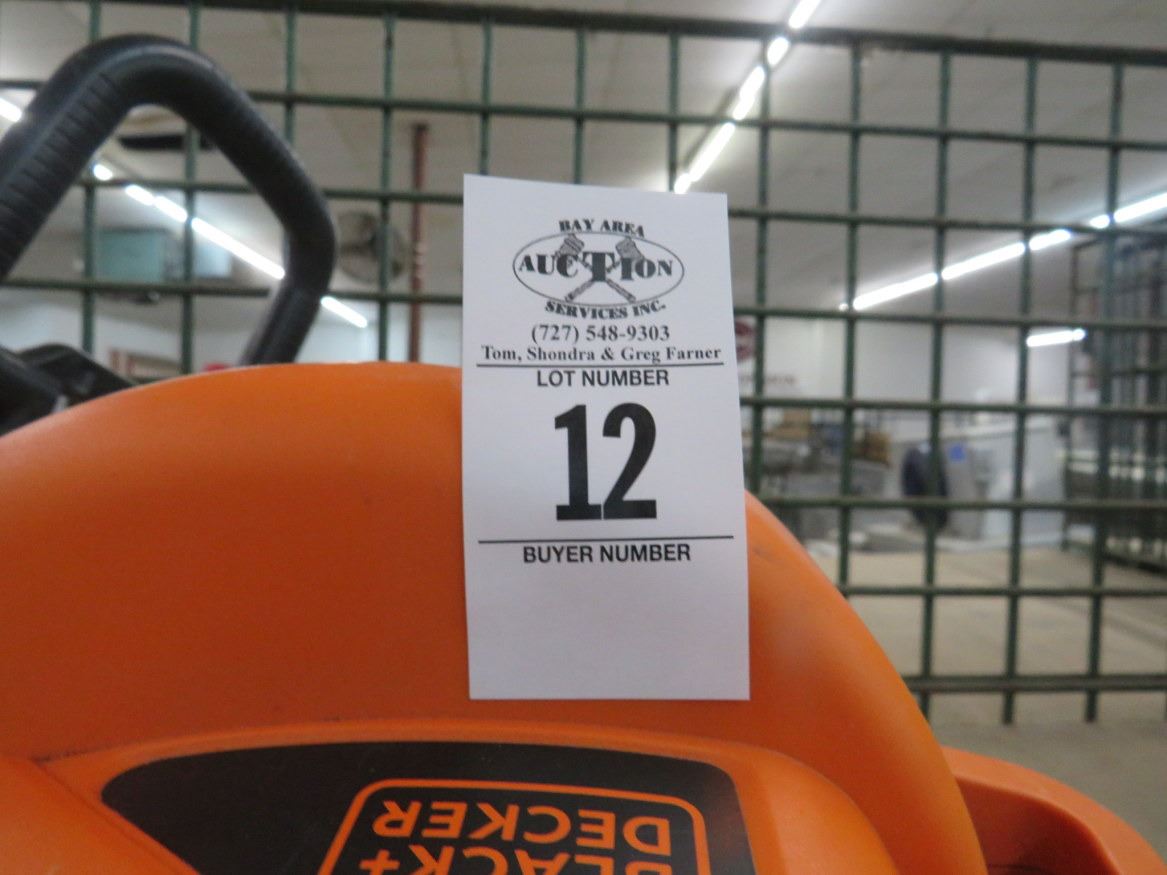 BAY AREA
AUCTION
SERVICES INC.
(727) 548-9303
Tom, Shondra & Greg Farner
LOT NUMBER
12
BUYER NUMBER
BLACK+
DECKER